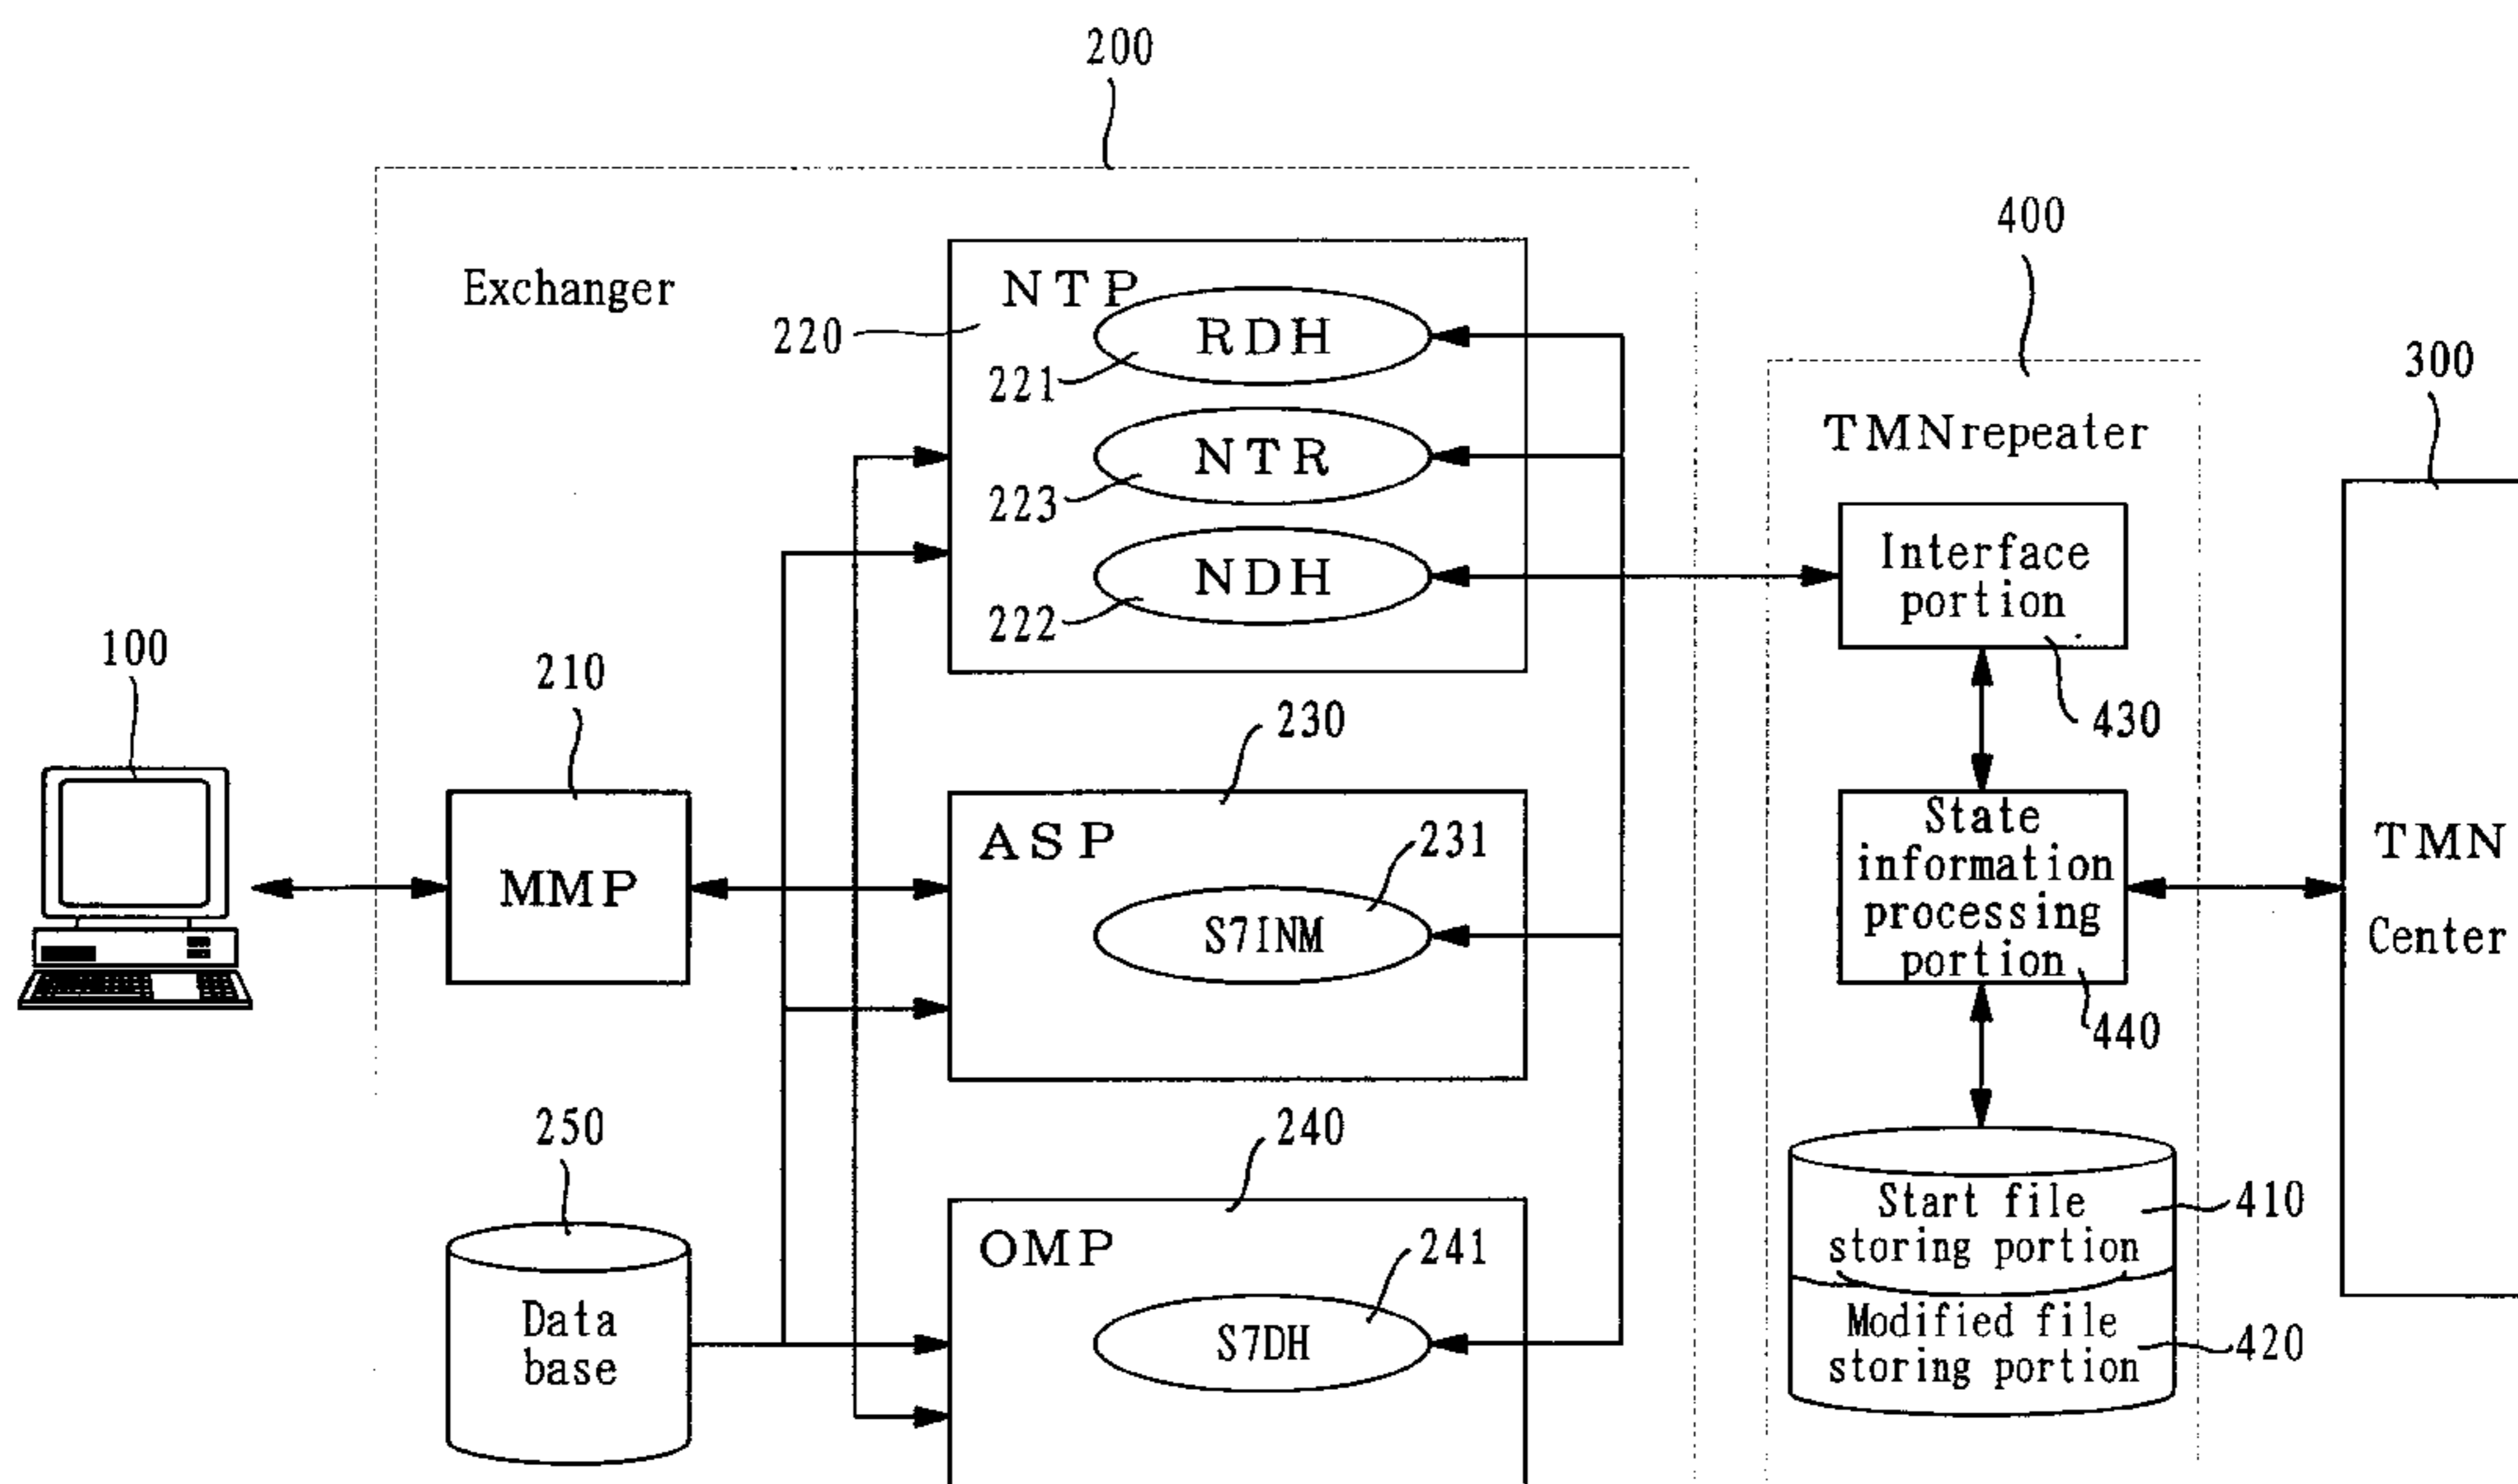 200
400
Exchanger
NTP
RDH
220
221
300
TMNrepeater
NTR
223
Interface
portion
NDH
222
100
210
230
430
State
information
processing
portion
ASP
231
TMN
MMP
S7INM
Center
440
250
240
Start file
storing portion
410
OMP
241
Data
base
S7DH
Modified file
storing portion
420